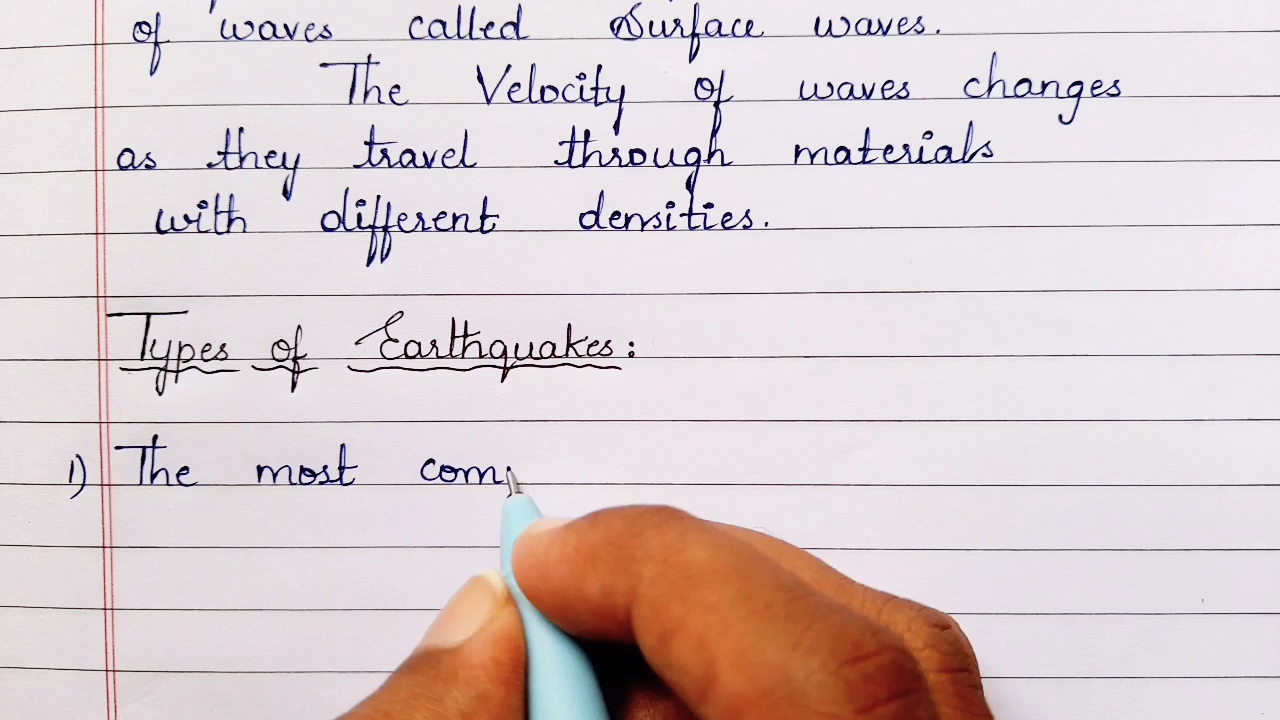 of waves called Surface waves.
The Velocity of waves changes
as they travel through materials
with different densities.
Types of Earthquakes:
1) The most com